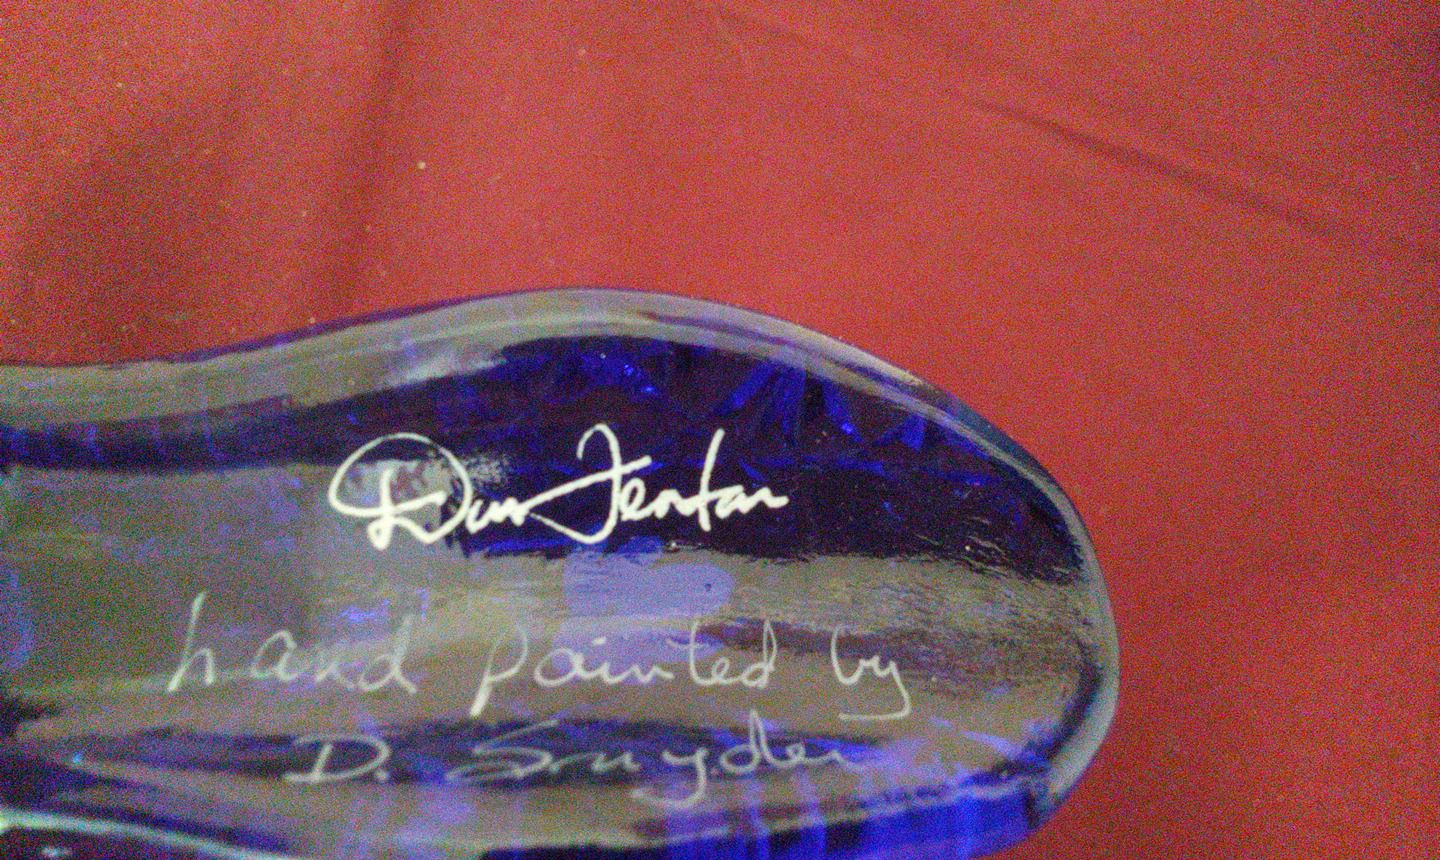 Don Fenton
hand painted by
D. Snyder